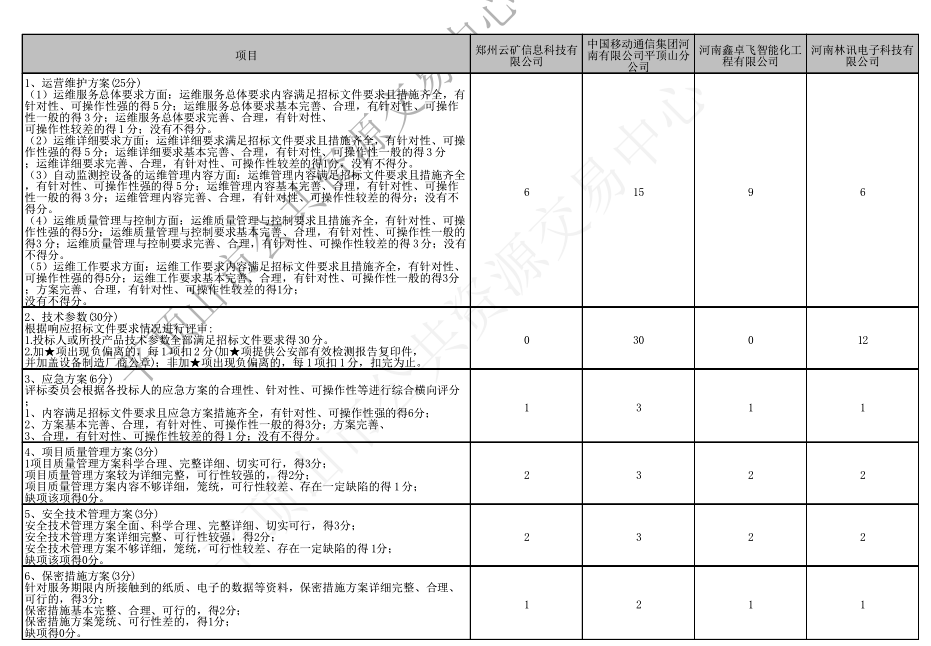 项目
郑州云矿信息科技有
限公司
中国移动通信集团河
南有限公司平顶山分
公司
河南鑫卓飞智能化工
程有限公司
河南林讯电子科技有
限公司
1、运营维护方案(25分)
（1）运维服务总体要求方面：运维服务总体要求内容满足招标文件要求且措施齐全，有
针对性、可操作性强的得 5 分；运维服务总体要求基本完善、合理，有针对性、可操作
性一般的得 3 分；运维服务总体要求完善、合理，有针对性、
可操作性较差的得 1 分；没有不得分。
（2）运维详细要求方面：运维详细要求满足招标文件要求且措施齐全，有针对性、可操
作性强的得 5 分；运维详细要求基本完善、合理，有针对性、可操作性一般的得 3 分
；运维详细要求完善、合理，有针对性、可操作性较差的得1分，没有不得分。
（3）自动监测控设备的运维管理内容方面：运维管理内容满足招标文件要求且措施齐全
，有针对性、可操作性强的得 5 分；运维管理内容基本完善、合理，有针对性、可操作
性一般的得 3 分；运维管理内容完善、合理，有针对性、可操作性较差的得分；没有不
得分。
（4）运维质量管理与控制方面：运维质量管理与控制要求且措施齐全，有针对性、可操
作性强的得5分；运维质量管理与控制要求基本完善、合理，有针对性、可操作性一般的
得3 分；运维质量管理与控制要求完善、合理，有针对性、可操作性较差的得 3 分；没有
不得分。
（5）运维工作要求方面：运维工作要求内容满足招标文件要求且措施齐全，有针对性、
可操作性强的得5分；运维工作要求基本完善、合理，有针对性、可操作性一般的得3分
；方案完善、合理，有针对性、可操作性较差的得1分；
没有不得分。
6
15
9
6
2、技术参数(30分)
根据响应招标文件要求情况进行评审:
1.投标人或所投产品技术参数全部满足招标文件要求得 30 分。
2.加★项出现负偏离的，每 1 项扣 2 分(加★项提供公安部有效检测报告复印件，
并加盖设备制造厂商公章)；非加★项出现负偏离的，每 1 项扣 1 分，扣完为止。
0
30
0
12
3、应急方案(6分)
评标委员会根据各投标人的应急方案的合理性、针对性、可操作性等进行综合横向评分
：
1、内容满足招标文件要求且应急方案措施齐全，有针对性、可操作性强的得6分；
2、方案基本完善、合理，有针对性、可操作性一般的得3分；方案完善、
3、合理，有针对性、可操作性较差的得 1 分；没有不得分。
1
3
1
1
4、项目质量管理方案(3分)
1项目质量管理方案科学合理、完整详细、切实可行，得3分；
项目质量管理方案较为详细完整，可行性较强的，得2分；
项目质量管理方案内容不够详细，笼统，可行性较差、存在一定缺陷的得 1 分；
缺项该项得0分。
2
3
2
2
5、安全技术管理方案(3分)
安全技术管理方案全面、科学合理、完整详细、切实可行，得3分；
安全技术管理方案详细完整、可行性较强，得2分；
安全技术管理方案不够详细，笼统，可行性较差、存在一定缺陷的得 1分；
缺项该项得0分。
2
3
2
2
6、保密措施方案(3分)
针对服务期限内所接触到的纸质、电子的数据等资料，保密措施方案详细完整、合理、
可行的，得3分；
保密措施基本完整、合理、可行的，得2分；
保密措施方案笼统、可行性差的，得1分；
缺项得0分。
1
2
1
1
平顶山市公共资源交易中心
平顶山市公共资源交易中心